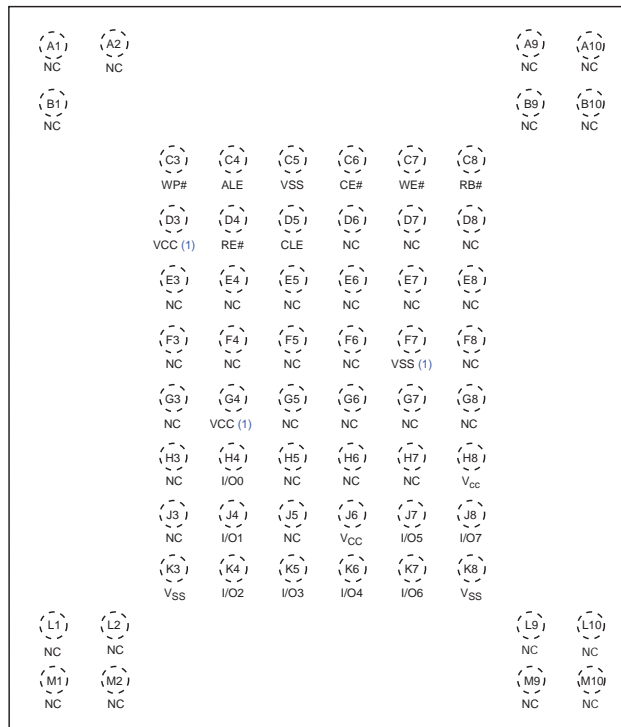 A1 A2 A9 A10
NC NC NC NC
B1 B9 B10
NC NC NC
C3 C4 C5 C6 C7 C8
WP# ALE VSS CE# WE# RB#
D3 D4 D5 D6 D7 D8
VCC (1) RE# CLE NC NC NC
E3 E4 E5 E6 E7 E8
NC NC NC NC NC NC
F3 F4 F5 F6 F7 F8
NC NC NC NC VSS (1) NC
G3 G4 G5 G6 G7 G8
NC VCC (1) NC NC NC NC
H3 H4 H5 H6 H7 H8
NC I/O0 NC NC NC Vcc
J3 J4 J5 J6 J7 J8
NC I/O1 NC VCC I/O5 I/O7
K3 K4 K5 K6 K7 K8
VSS I/O2 I/O3 I/O4 I/O6 VSS
L1 L2 L9 L10
NC NC NC NC
M1 M2 M9 M10
NC NC NC NC